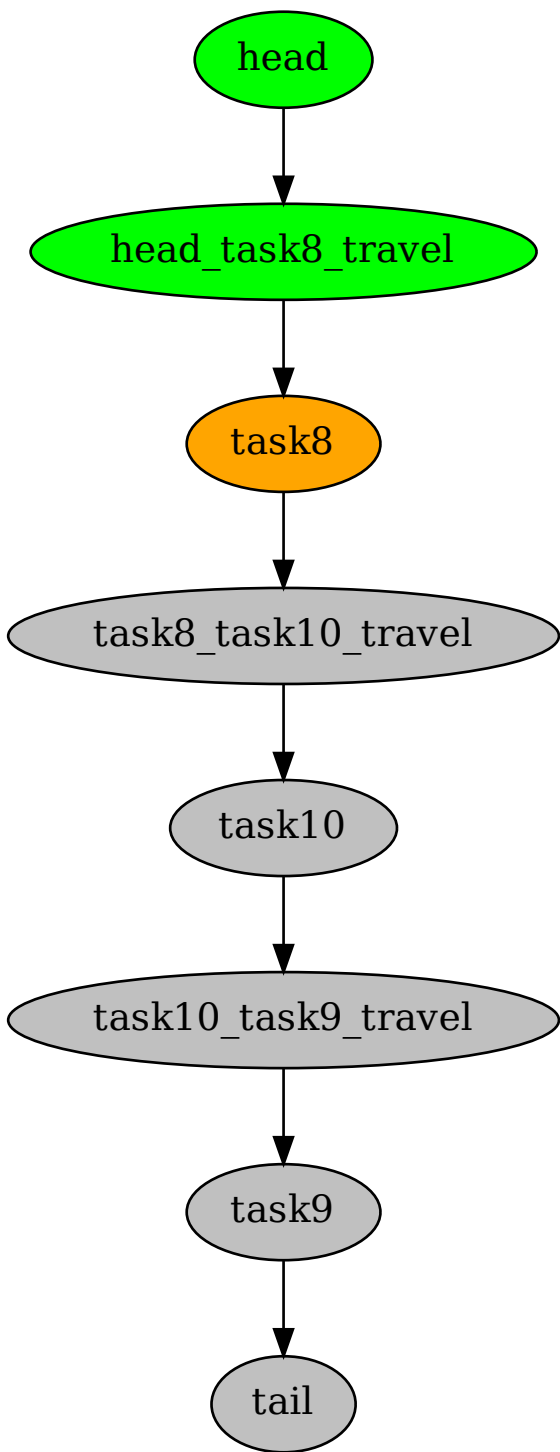 head
head_task8_travel
task8
task8_task10_travel
task10
task10_task9_travel
task9
tail